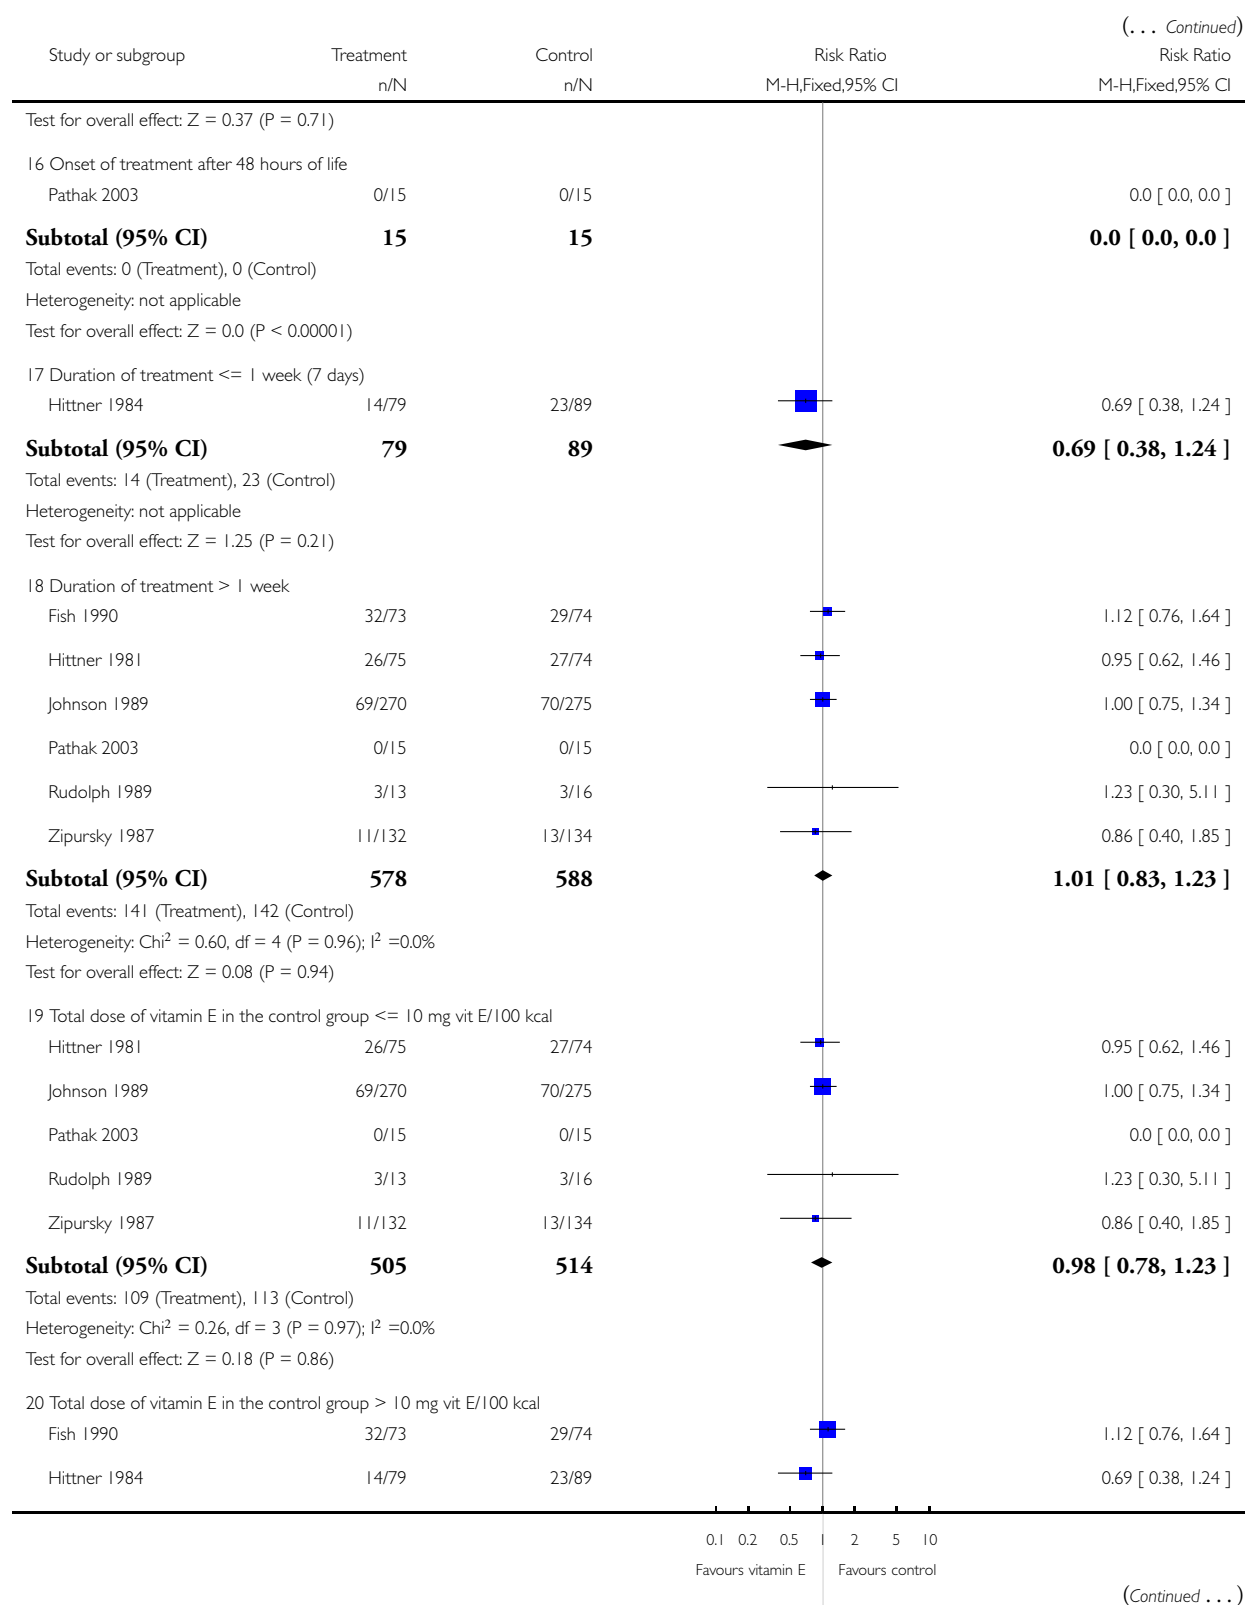 (... Continued)
Study or subgroup Treatment Control Risk Ratio Risk Ratio
n/N n/N M-H,Fixed,95% CI M-H,Fixed,95% CI
Test for overall effect: Z = 0.37 (P = 0.71)
16 Onset of treatment after 48 hours of life
Pathak 2003 0/15 0/15 0.0 [ 0.0, 0.0 ]
Subtotal (95% CI) 15 15 0.0 [ 0.0, 0.0 ]
Total events: 0 (Treatment), 0 (Control)
Heterogeneity: not applicable
Test for overall effect: Z = 0.0 (P < 0.00001)
17 Duration of treatment <= 1 week (7 days)
Hittner 1984 14/79 23/89 0.69 [ 0.38, 1.24 ]
Subtotal (95% CI) 79 89 0.69 [ 0.38, 1.24 ]
Total events: 14 (Treatment), 23 (Control)
Heterogeneity: not applicable
Test for overall effect: Z = 1.25 (P = 0.21)
18 Duration of treatment > 1 week
Fish 1990 32/73 29/74 1.12 [ 0.76, 1.64 ]
Hittner 1981 26/75 27/74 0.95 [ 0.62, 1.46 ]
Johnson 1989 69/270 70/275 1.00 [ 0.75, 1.34 ]
Pathak 2003 0/15 0/15 0.0 [ 0.0, 0.0 ]
Rudolph 1989 3/13 3/16 1.23 [ 0.30, 5.11 ]
Zipursky 1987 11/132 13/134 0.86 [ 0.40, 1.85 ]
Subtotal (95% CI) 578 588 1.01 [ 0.83, 1.23 ]
Total events: 141 (Treatment), 142 (Control)
Heterogeneity: Chi² = 0.60, df = 4 (P = 0.96); I² =0.0%
Test for overall effect: Z = 0.08 (P = 0.94)
19 Total dose of vitamin E in the control group <= 10 mg vit E/100 kcal
Hittner 1981 26/75 27/74 0.95 [ 0.62, 1.46 ]
Johnson 1989 69/270 70/275 1.00 [ 0.75, 1.34 ]
Pathak 2003 0/15 0/15 0.0 [ 0.0, 0.0 ]
Rudolph 1989 3/13 3/16 1.23 [ 0.30, 5.11 ]
Zipursky 1987 11/132 13/134 0.86 [ 0.40, 1.85 ]
Subtotal (95% CI) 505 514 0.98 [ 0.78, 1.23 ]
Total events: 109 (Treatment), 113 (Control)
Heterogeneity: Chi² = 0.26, df = 3 (P = 0.97); I² =0.0%
Test for overall effect: Z = 0.18 (P = 0.86)
20 Total dose of vitamin E in the control group > 10 mg vit E/100 kcal
Fish 1990 32/73 29/74 1.12 [ 0.76, 1.64 ]
Hittner 1984 14/79 23/89 0.69 [ 0.38, 1.24 ]
0.1 0.2 0.5 1 2 5 10
Favours vitamin E Favours control
(Continued ...)